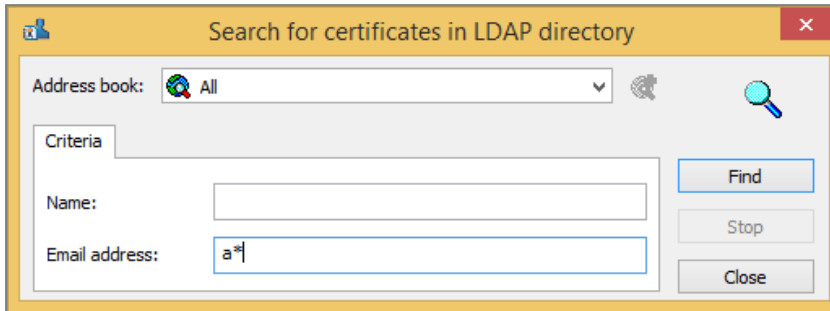 Search for certificates in LDAP directory
Address book: All
Criteria
Find
Name:
Stop
Email address: a*
Close